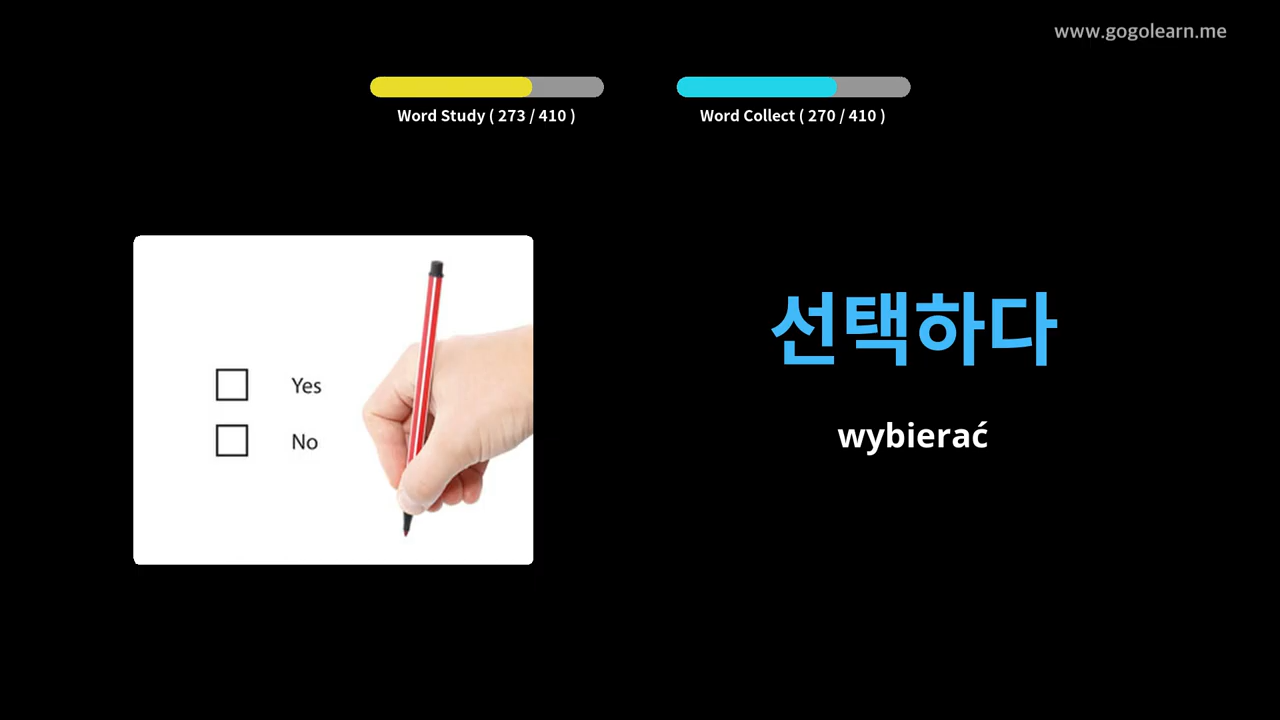 www.gogolearn.me
Word Study ( 273 / 410 )
Word Collect ( 270 / 410 )
Yes
No
선택하다
wybierać